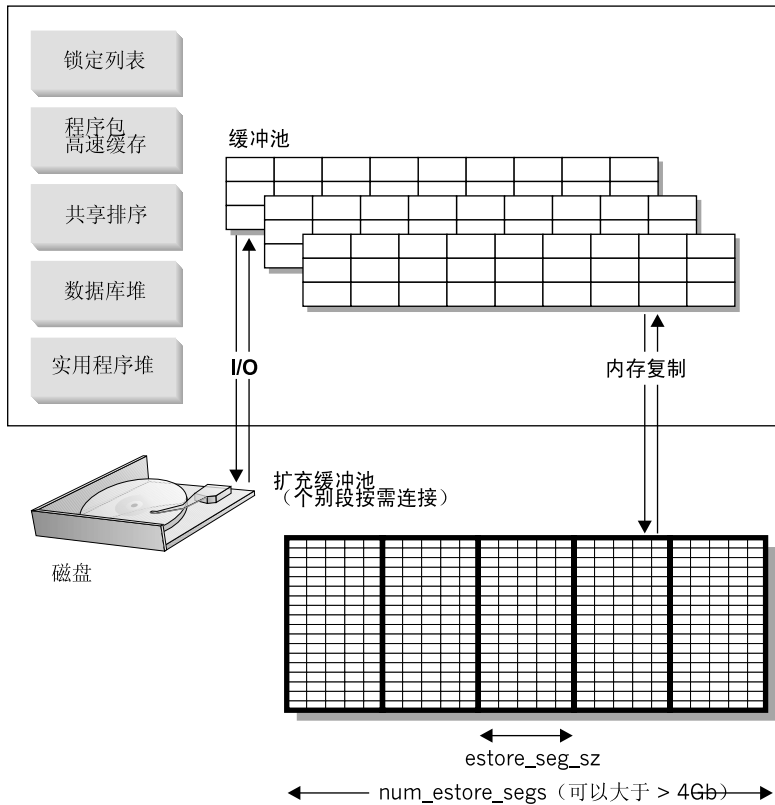 锁定列表
程序包
高速缓存
共享排序
数据库堆
实用程序堆
缓冲池
I/O
内存复制
磁盘
扩充缓冲池
（个别段按需连接）
estore_seg_sz
num_estore_segs（可以大于 > 4Gb）